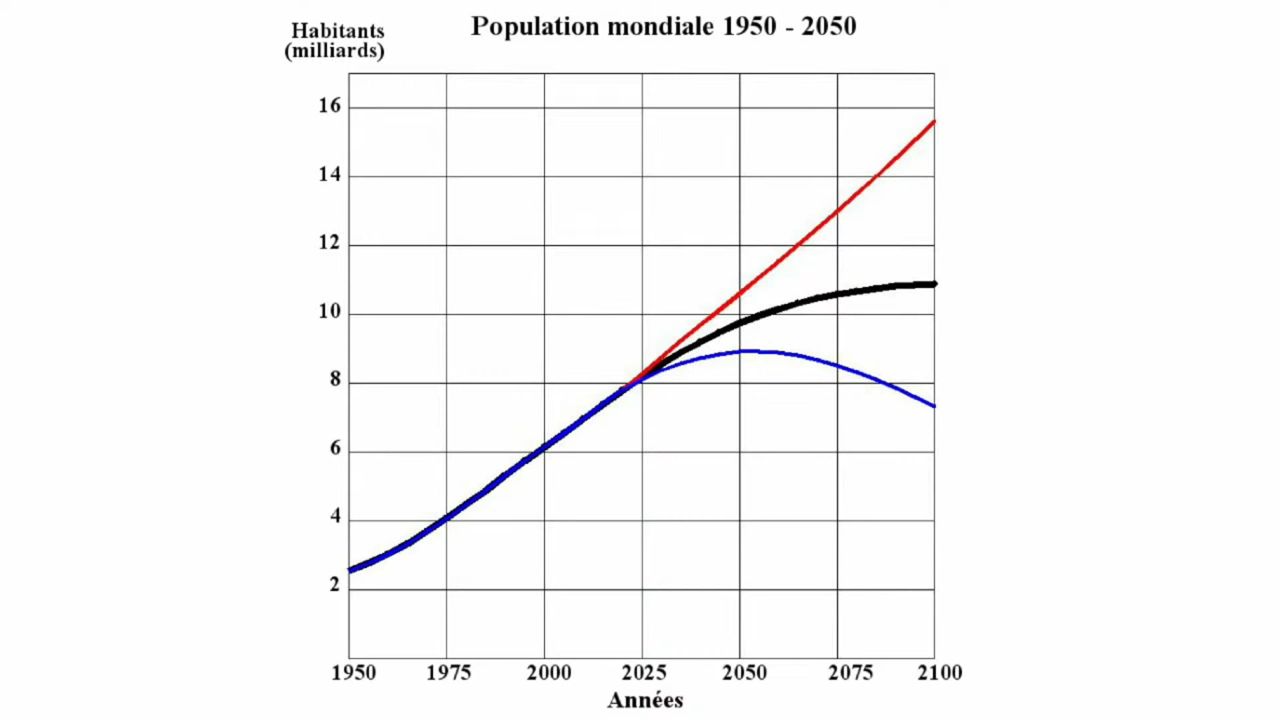 Population mondiale 1950 - 2050
Habitants
(milliards)
16
14
12
10
8
6
4
2
1950 1975 2000 2025 2050 2075 2100
Années